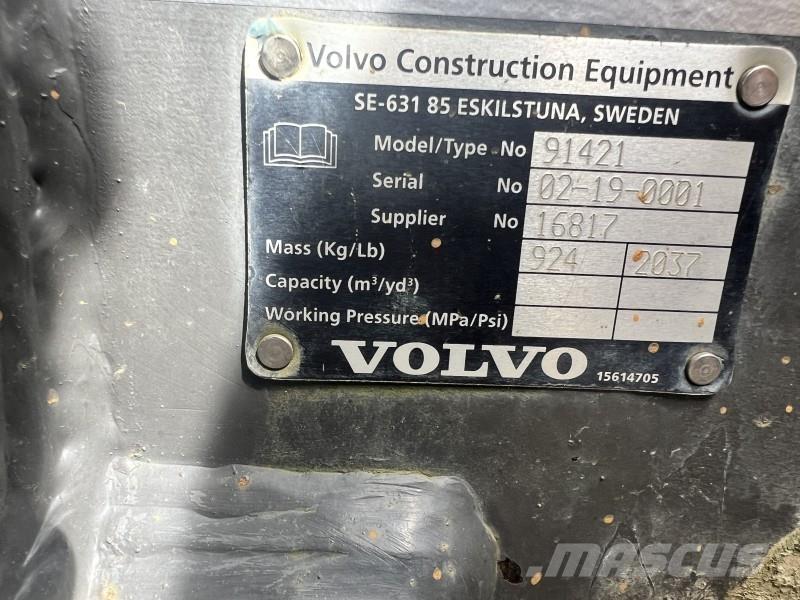 Volvo Construction Equipment
SE-631 85 ESKILSTUNA, SWEDEN
Model/Type No 91421
Serial No 02-19-0001
Supplier No 16817
Mass (Kg/Lb) 924 2037
Capacity (m³/yd³)
Working Pressure (MPa/Psi)
VOLVO 15614705
MASCUS